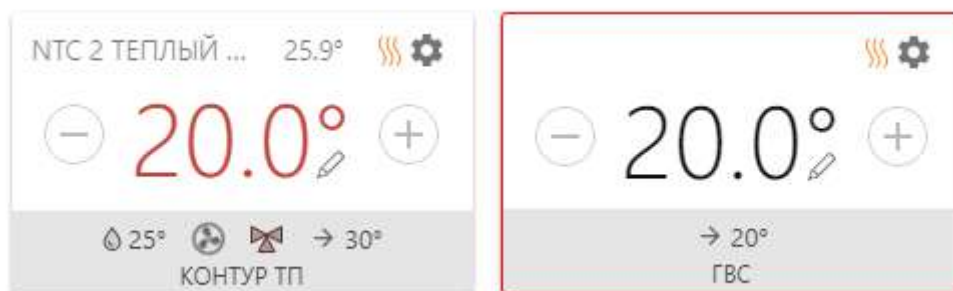 NTC 2 ТЕПЛЫЙ ... 25.9°
20.0°
25° → 30°
КОНТУР ТП
20.0°
→ 20°
ГВС